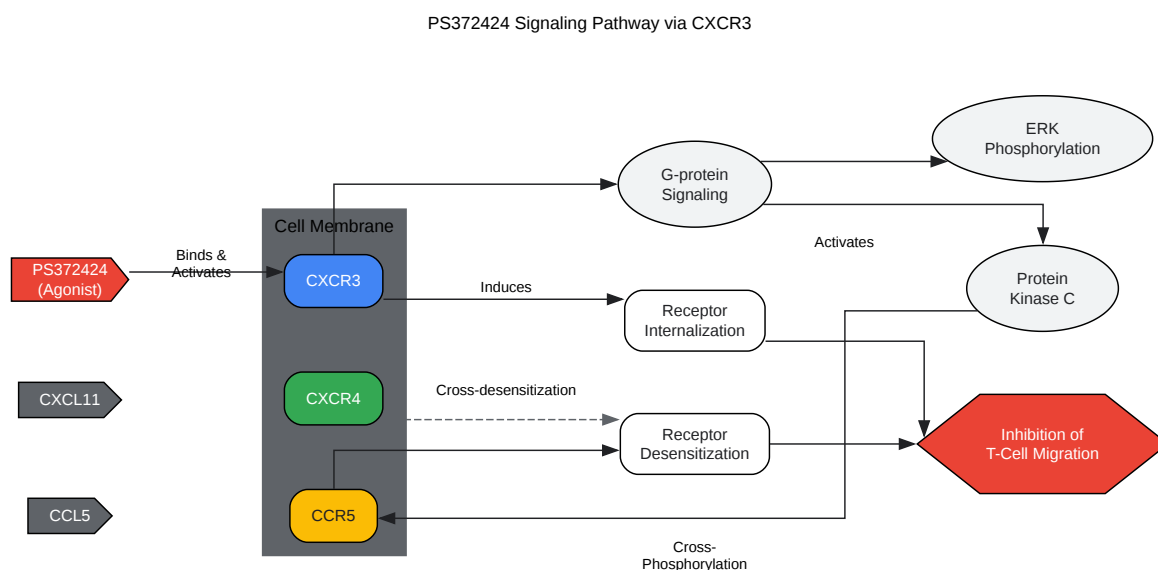 PS372424 Signaling Pathway via CXCR3
ERK
Phosphorylation
G-protein
Signaling
Cell Membrane
Activates
Binds &
Activates
PS372424
(Agonist)
CXCR3
Induces
Protein
Kinase C
Receptor
Internalization
CXCL11
CXCR4
Cross-desensitization
Receptor
Desensitization
Inhibition of
T-Cell Migration
CCL5
CCR5
Cross-
Phosphorylation